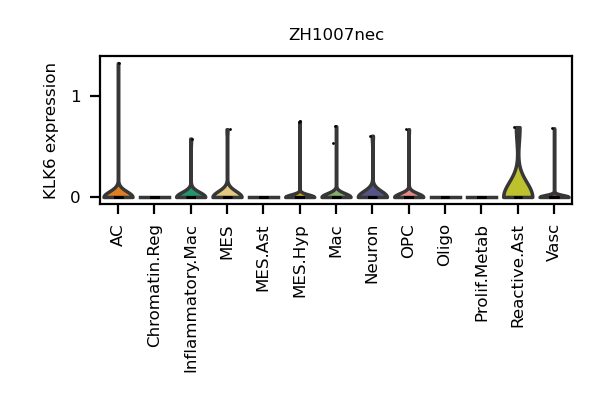 ZH1007nec
KLK6 expression
1
0
AC
Chromatin.Reg
Inflammatory.Mac
MES
MES.Ast
MES.Hyp
Mac
Neuron
OPC
Oligo
Prolif.Metab
Reactive.Ast
Vasc